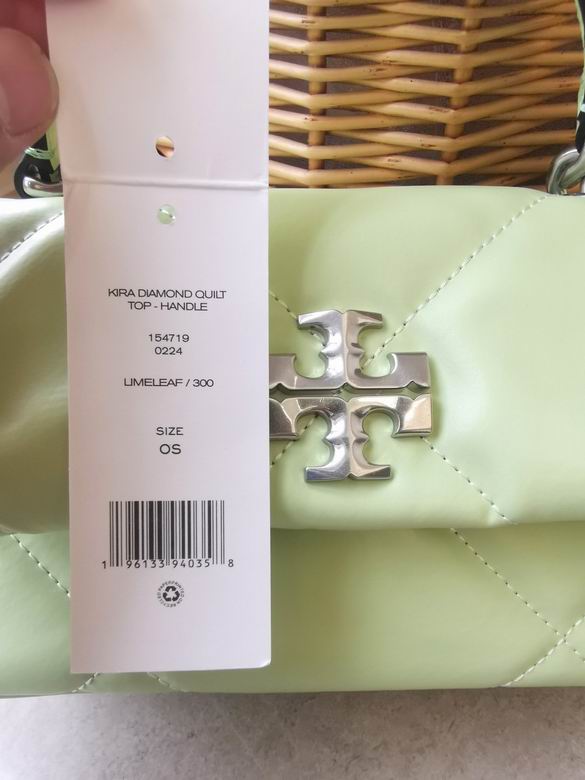 KIRA DIAMOND QUILT
TOP - HANDLE
154719
0224
LIMELEAF / 300
SIZE
OS
1 96133 94035 8